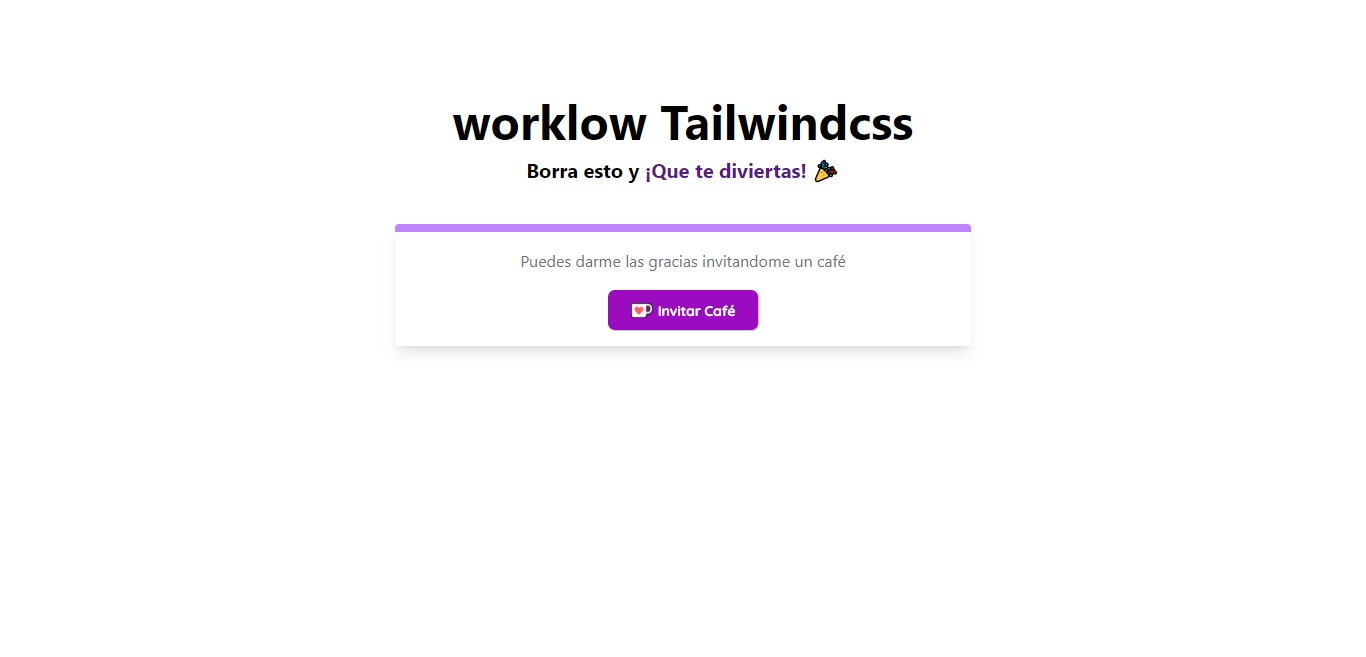 worklow Tailwindcss
Borra esto y ¡Que te diviertas! 🎉
Puedes darme las gracias invitandome un café
Invitar Café